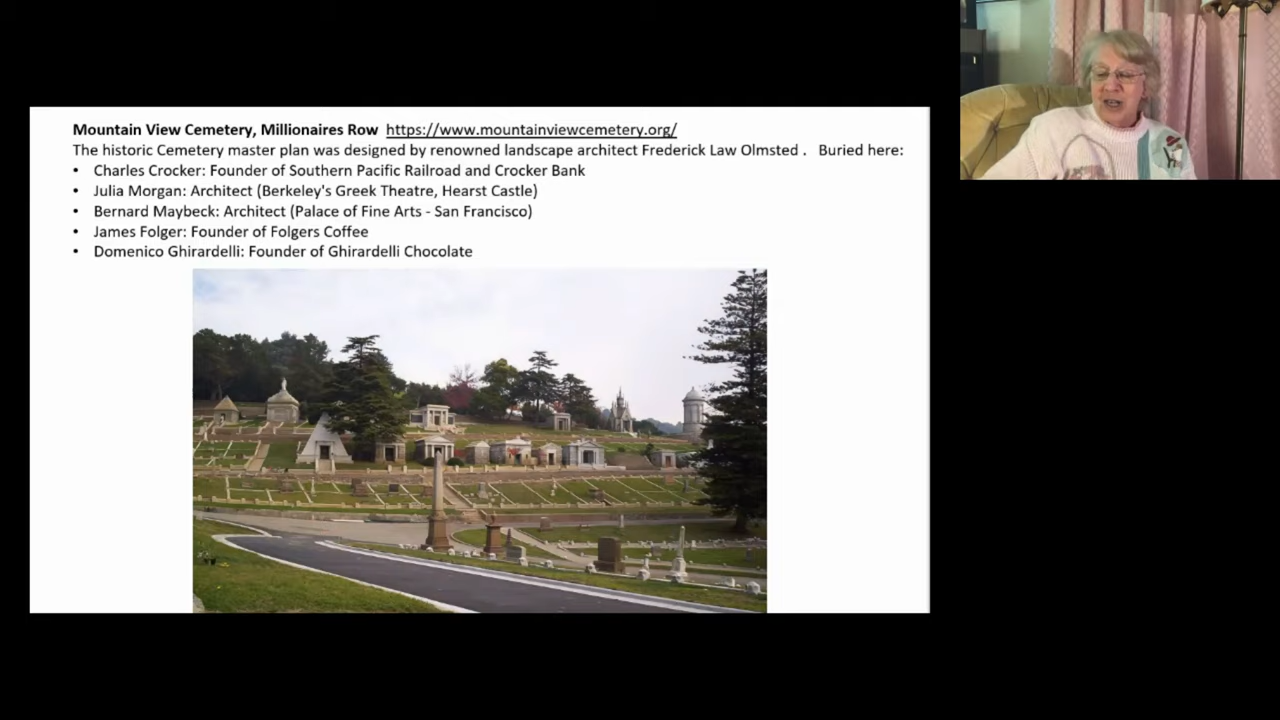 Mountain View Cemetery, Millionaires Row https://www.mountainviewcemetery.org/
The historic Cemetery master plan was designed by renowned landscape architect Frederick Law Olmsted . Buried here:
• Charles Crocker: Founder of Southern Pacific Railroad and Crocker Bank
• Julia Morgan: Architect (Berkeley's Greek Theatre, Hearst Castle)
• Bernard Maybeck: Architect (Palace of Fine Arts - San Francisco)
• James Folger: Founder of Folgers Coffee
• Domenico Ghirardelli: Founder of Ghirardelli Chocolate